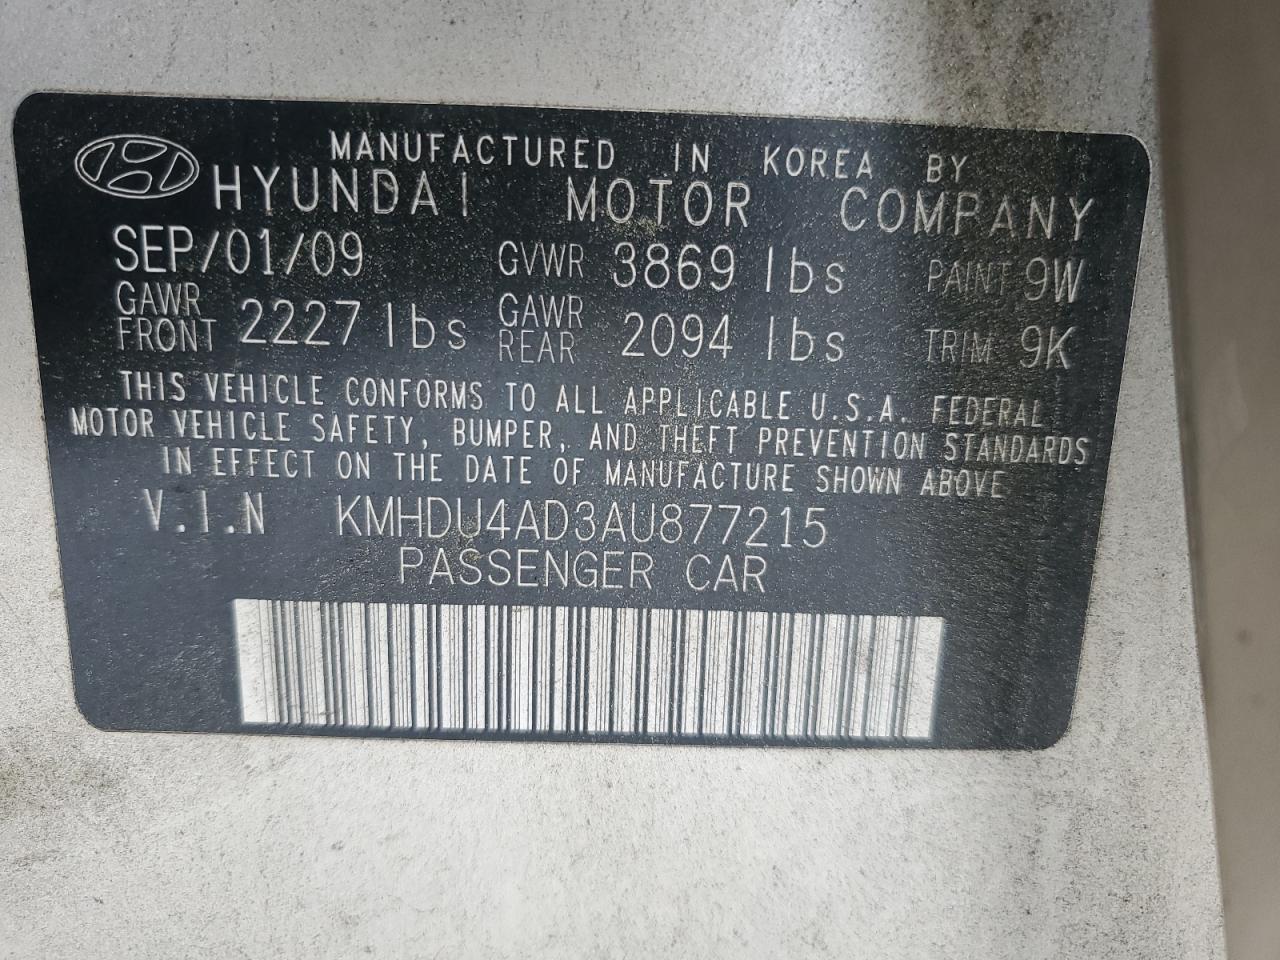 MANUFACTURED IN KOREA BY
HYUNDAI MOTOR COMPANY
SEP/01/09 GVWR 3869 lbs PAINT 9W
GAWR FRONT 2227 lbs GAWR REAR 2094 lbs TRIM 9K
THIS VEHICLE CONFORMS TO ALL APPLICABLE U.S.A. FEDERAL
MOTOR VEHICLE SAFETY, BUMPER, AND THEFT PREVENTION STANDARDS
IN EFFECT ON THE DATE OF MANUFACTURE SHOWN ABOVE
V.I.N KMHDU4AD3AU877215
PASSENGER CAR